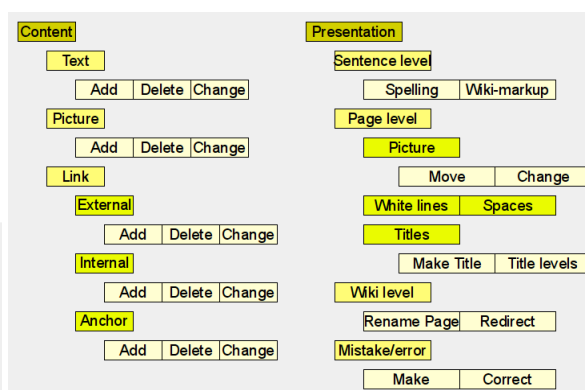 Content
Text
Add Delete Change
Picture
Add Delete Change
Link
External
Add Delete Change
Internal
Add Delete Change
Anchor
Add Delete Change
Presentation
Sentence level
Spelling Wiki-markup
Page level
Picture
Move Change
White lines Spaces
Titles
Make Title Title levels
Wiki level
Rename Page Redirect
Mistake/error
Make Correct